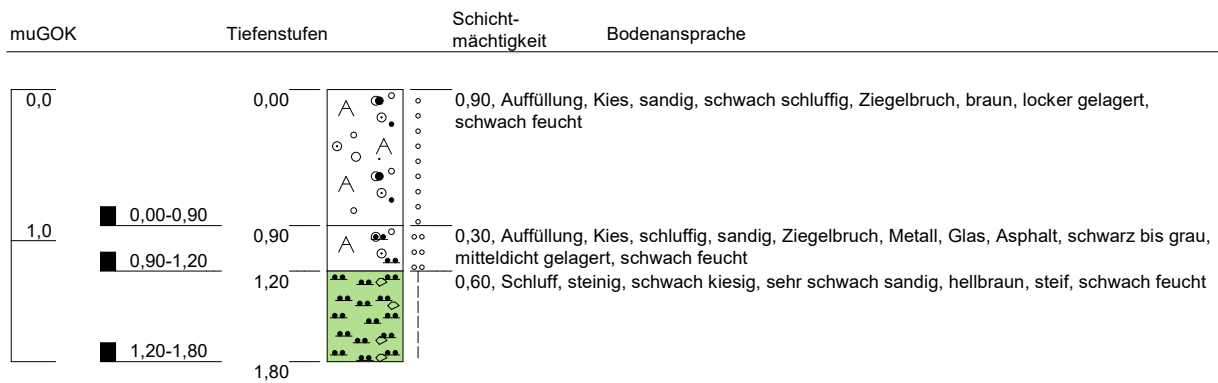 muGOK Tiefenstufen Schicht-
mächtigkeit Bodenansprache
0,0 0,00 0,90, Auffüllung, Kies, sandig, schwach schluffig, Ziegelbruch, braun, locker gelagert,
schwach feucht
0,00-0,90
1,0 0,90 0,30, Auffüllung, Kies, schluffig, sandig, Ziegelbruch, Metall, Glas, Asphalt, schwarz bis grau,
0,90-1,20 mitteldicht gelagert, schwach feucht
1,20 0,60, Schluff, steinig, schwach kiesig, sehr schwach sandig, hellbraun, steif, schwach feucht
1,20-1,80
1,80